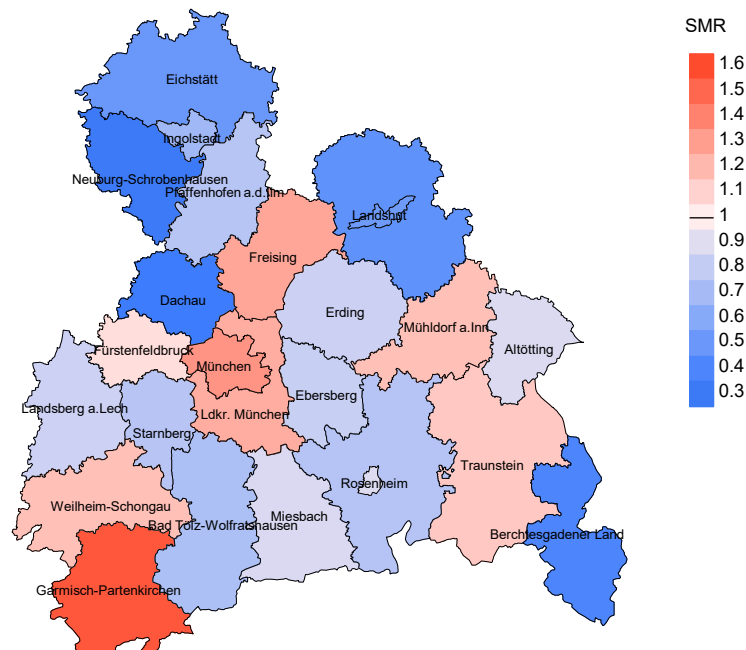 SMR
1.6
1.5
1.4
1.3
1.2
1.1
1
0.9
0.8
0.7
0.6
0.5
0.4
0.3
Eichstätt
Ingolstadt
Neuburg-Schrobenhausen
Pfaffenhofen a.d.Ilm
Landshut
Freising
Dachau
Erding
Mühldorf a.Inn
Fürstenfeldbruck
Altötting
München
Ebersberg
Landsberg a.Lech
Ldkr. München
Starnberg
Traunstein
Rosenheim
Weilheim-Schongau
Miesbach
Bad Tölz-Wolfratshausen
Berchtesgadener Land
Garmisch-Partenkirchen